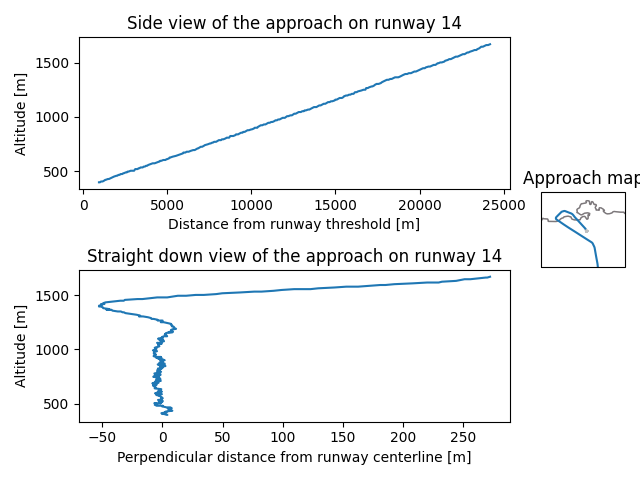 Side view of the approach on runway 14
Altitude [m]
1500
1000
500
0
5000
10000
15000
20000
25000
Distance from runway threshold [m]
Approach map
Straight down view of the approach on runway 14
Altitude [m]
1500
1000
500
−50
0
50
100
150
200
250
Perpendicular distance from runway centerline [m]